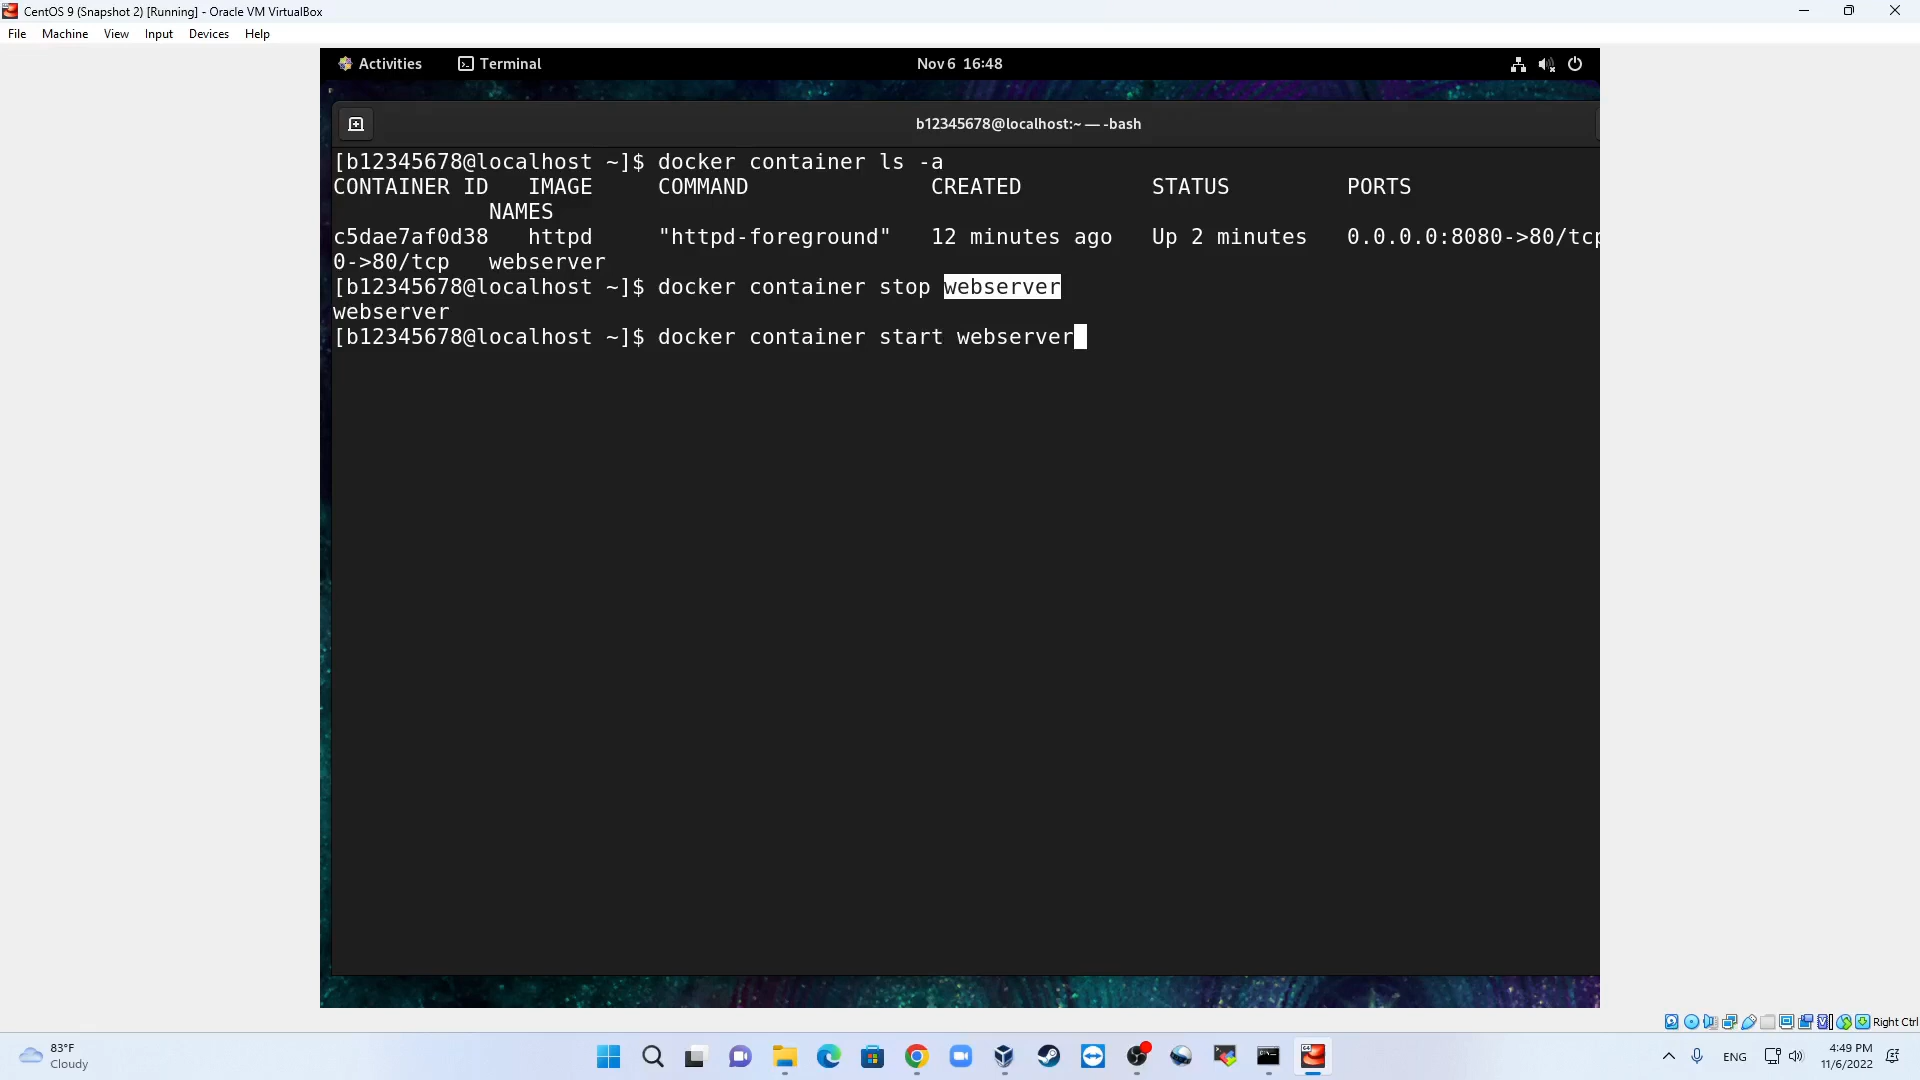 CentOS 9 (Snapshot 2) [Running] - Oracle VM VirtualBox
File Machine View Input Devices Help
Activities Terminal Nov 6 16:48
b12345678@localhost:~ — -bash
[b12345678@localhost ~]$ docker container ls -a
CONTAINER ID IMAGE COMMAND CREATED STATUS PORTS
NAMES
c5dae7af0d38 httpd "httpd-foreground" 12 minutes ago Up 2 minutes 0.0.0.0:8080->80/tcp
0->80/tcp webserver
[b12345678@localhost ~]$ docker container stop webserver
webserver
[b12345678@localhost ~]$ docker container start webserver
Right Ctrl
83°F
Cloudy
ENG
4:49 PM
11/6/2022